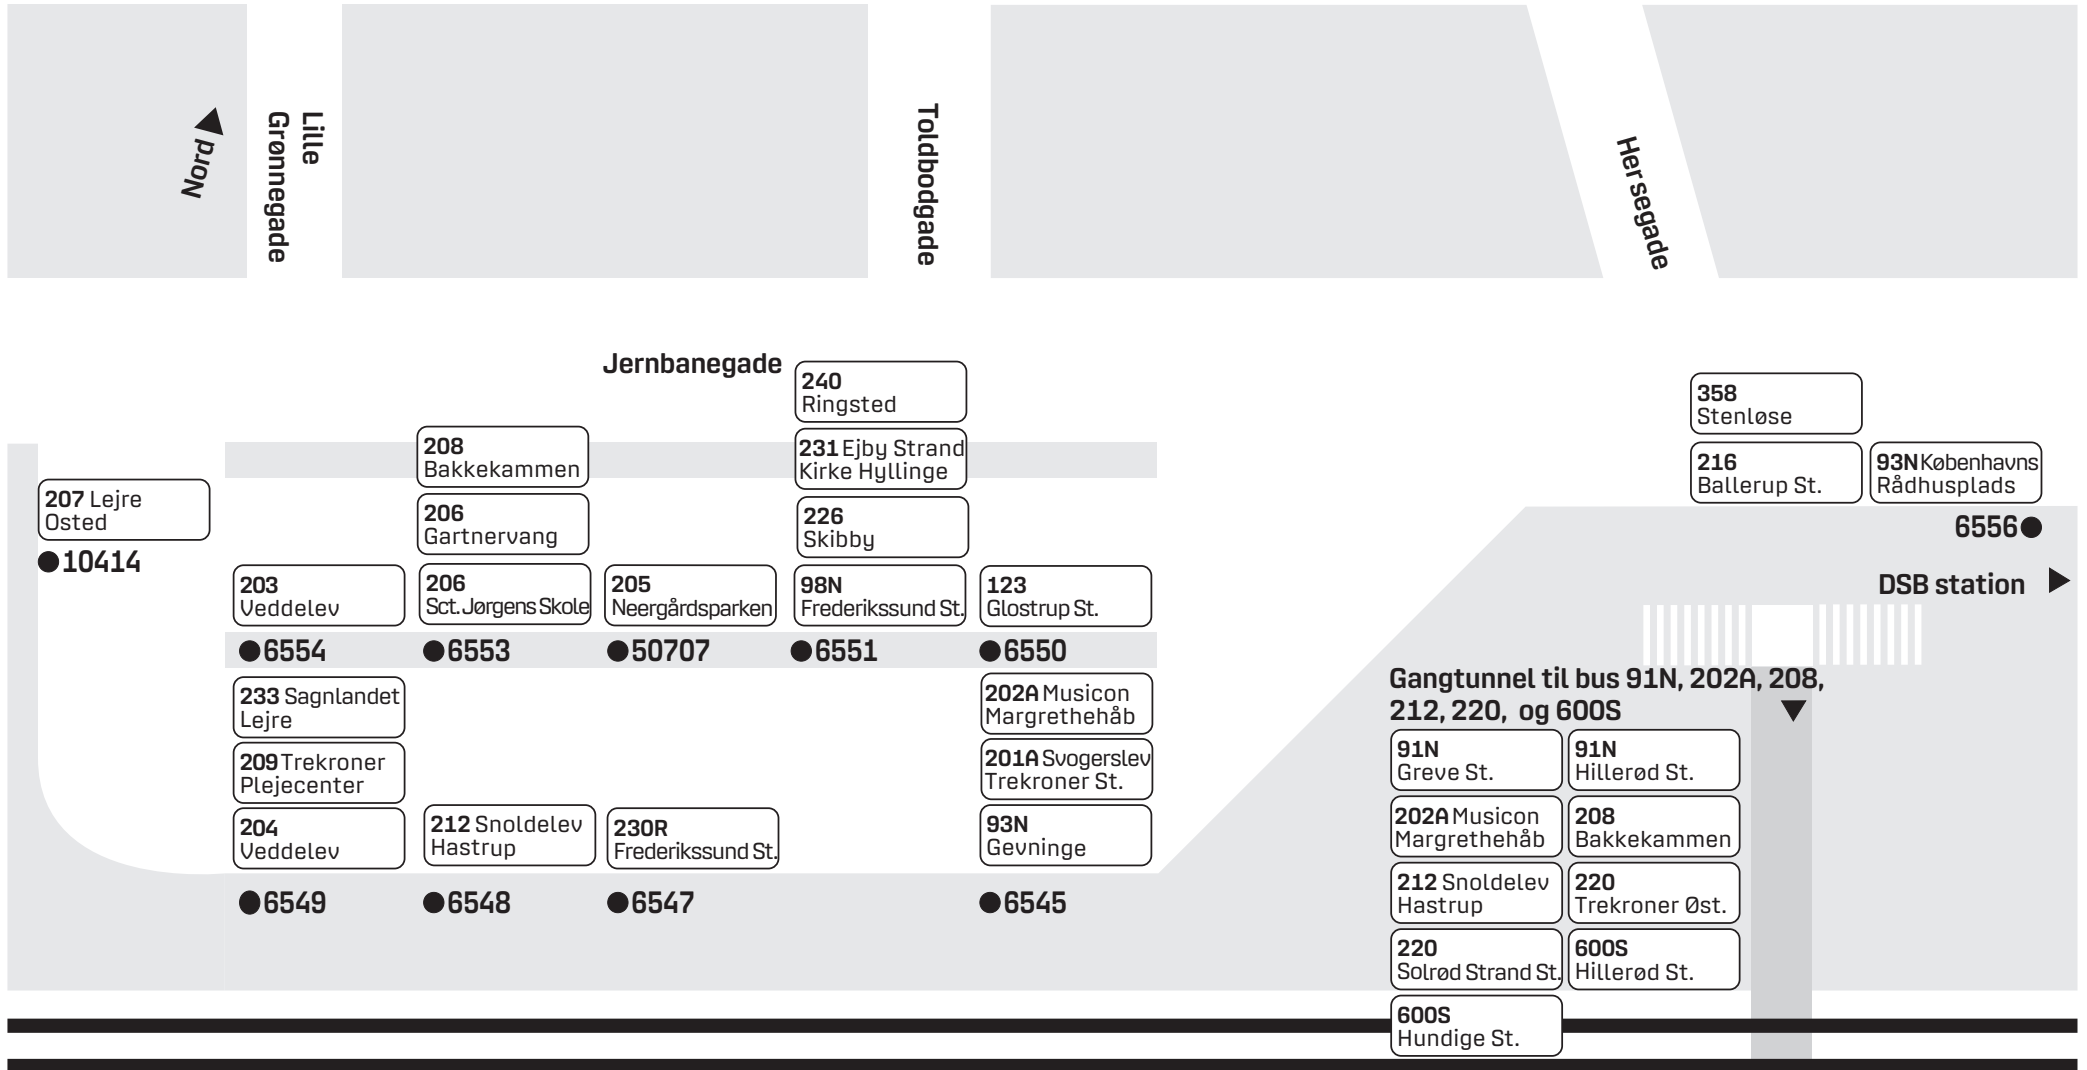 Nord
Lille
Grønnegade
Toldbodgade
Hersegade
Jernbanegade
207 Lejre
Osted
10414
203
Veddelev
6554
208
Bakkekammen
206
Gartnervang
206
Sct. Jørgens Skole
6553
205
Neergårdsparken
50707
240
Ringsted
231 Ejby Strand
Kirke Hyllinge
226
Skibby
98N
Frederikssund St.
6551
123
Glostrup St.
6550
233 Sagnlandet
Lejre
209 Trekroner
Plejecenter
204
Veddelev
6549
212 Snoldelev
Hastrup
6548
230R
Frederikssund St.
6547
202A Musicon
Margrethehåb
201A Svogerslev
Trekroner St.
93N
Gevninge
6545
358
Stenløse
216
Ballerup St.
93N Københavns
Rådhusplads
6556
DSB station
Gangtunnel til bus 91N, 202A, 208,
212, 220, og 600S
91N
Greve St.
202A Musicon
Margrethehåb
212 Snoldelev
Hastrup
220
Solrød Strand St.
600S
Hundige St.
91N
Hillerød St.
208
Bakkekammen
220
Trekroner Øst.
600S
Hillerød St.